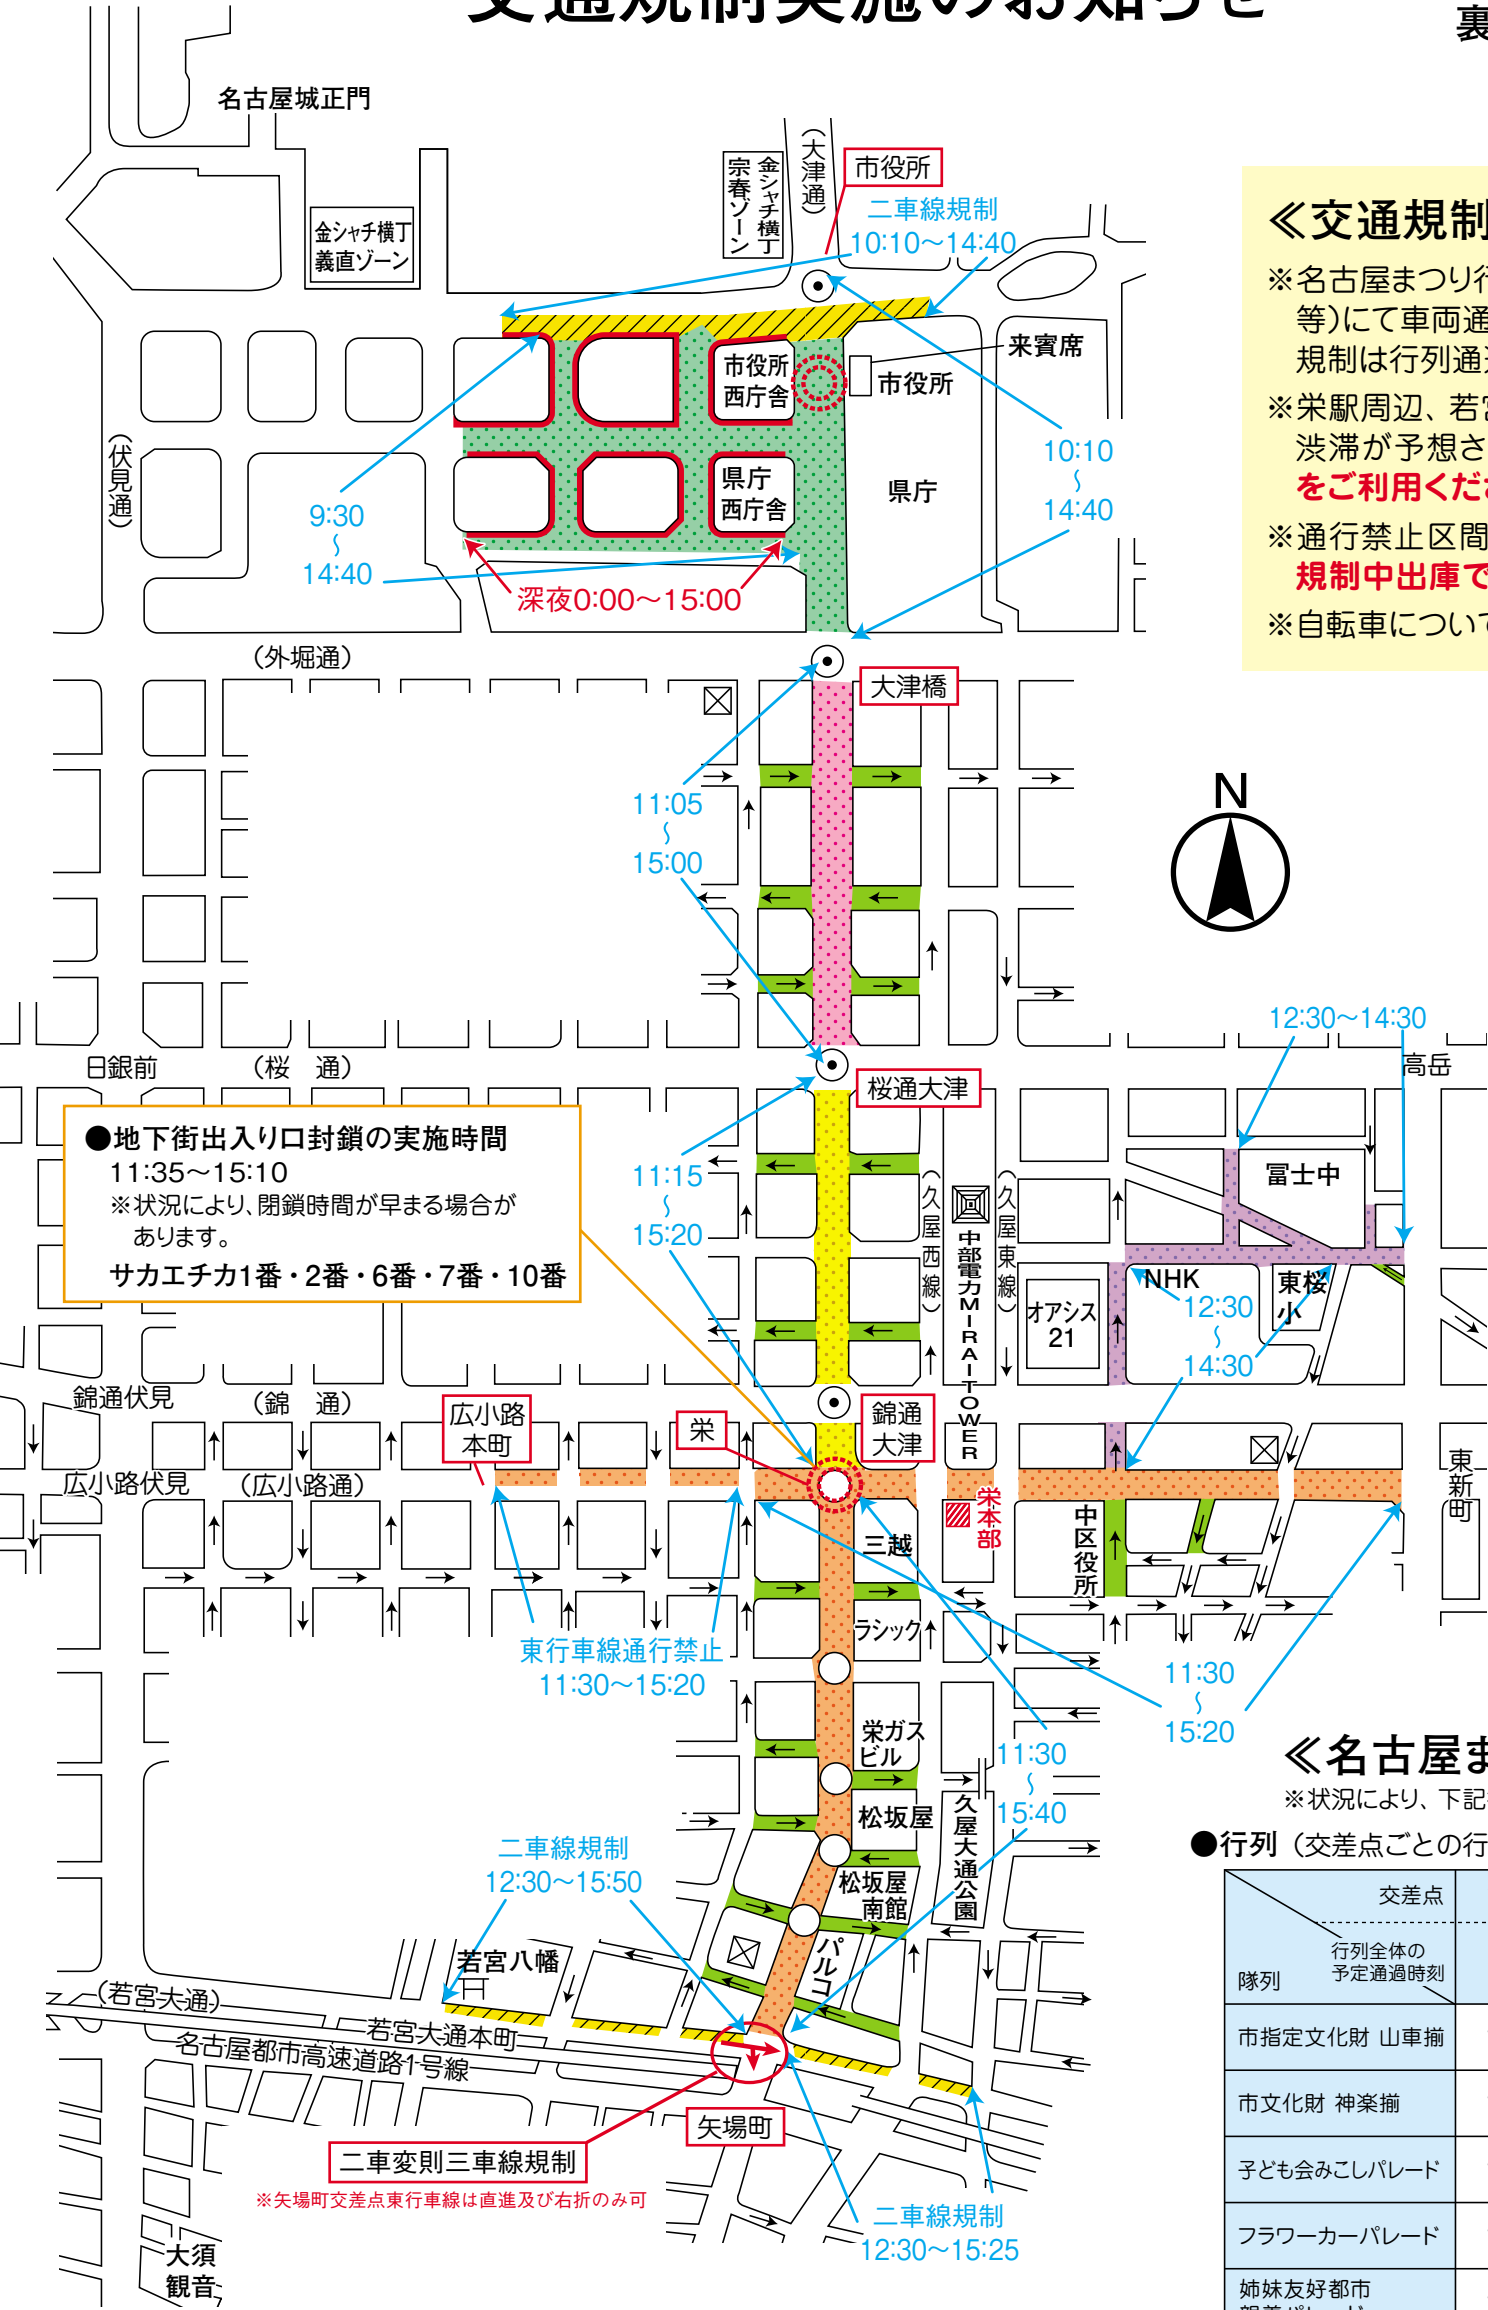 交通規制実施のお知らせ
裏
名古屋城正門
金シャチ横丁
義直ゾーン
金シャチ横丁
宗春ゾーン
(大津通)
市役所
二車線規制
10:10〜14:40
≪交通規制
※名古屋まつり行
等)にて車両通
規制は行列通過
※栄駅周辺、若宮
渋滞が予想さ
をご利用くださ
※通行禁止区間
規制中出庫で
※自転車について
来賓席
市役所
西庁舎
市役所
(伏見通)
県庁
西庁舎
県庁
10:10
〜
14:40
9:30
〜
14:40
深夜0:00〜15:00
(外堀通)
大津橋
N
11:05
〜
15:00
12:30〜14:30
日銀前
(桜 通)
高岳
桜通大津
●地下街出入り口封鎖の実施時間
11:35〜15:10
※状況により、閉鎖時間が早まる場合が
あります。
サカエチカ1番・2番・6番・7番・10番
11:15
〜
15:20
(久屋西線)
中部電力MIRAITOWER
(久屋東線)
冨士中
NHK
東桜
小
オアシス
21
12:30
〜
14:30
錦通伏見
(錦 通)
広小路
本町
栄
錦通
大津
広小路伏見
(広小路通)
東新町
栄本部
中区役所
三越
ラシック
東行車線通行禁止
11:30〜15:20
11:30
〜
15:20
栄ガス
ビル
11:30
〜
15:40
≪名古屋ま
※状況により、下記
●行列(交差点ごとの行
松坂屋
久屋大通公園
二車線規制
12:30〜15:50
松坂屋
南館
交差点
行列全体の
予定通過時刻
隊列
パルコ
若宮八幡
(若宮大通)
若宮大通本町
名古屋都市高速道路1号線
市指定文化財 山車揃
市文化財 神楽揃
矢場町
二車変則三車線規制
※矢場町交差点東行車線は直進及び右折のみ可
子ども会みこしパレード
二車線規制
12:30〜15:25
フラワーカーパレード
大須
観音
姉妹友好都市